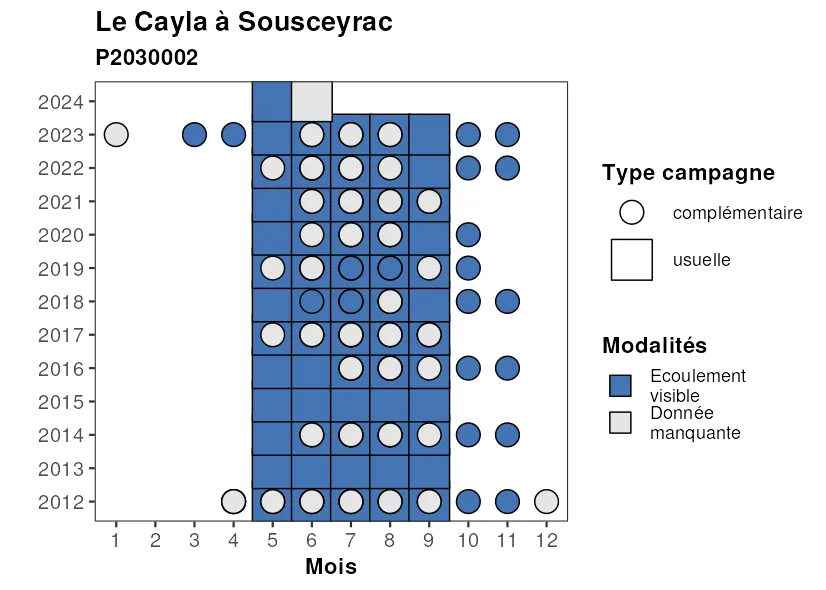 Le Cayla à Sousceyrac
P2030002
2024
2023
2022
2021
2020
2019
2018
2017
2016
2015
2014
2013
2012
1 2 3 4 5 6 7 8 9 10 11 12
Mois
Type campagne
complémentaire
usuelle
Modalités
Ecoulement
visible
Donnée
manquante